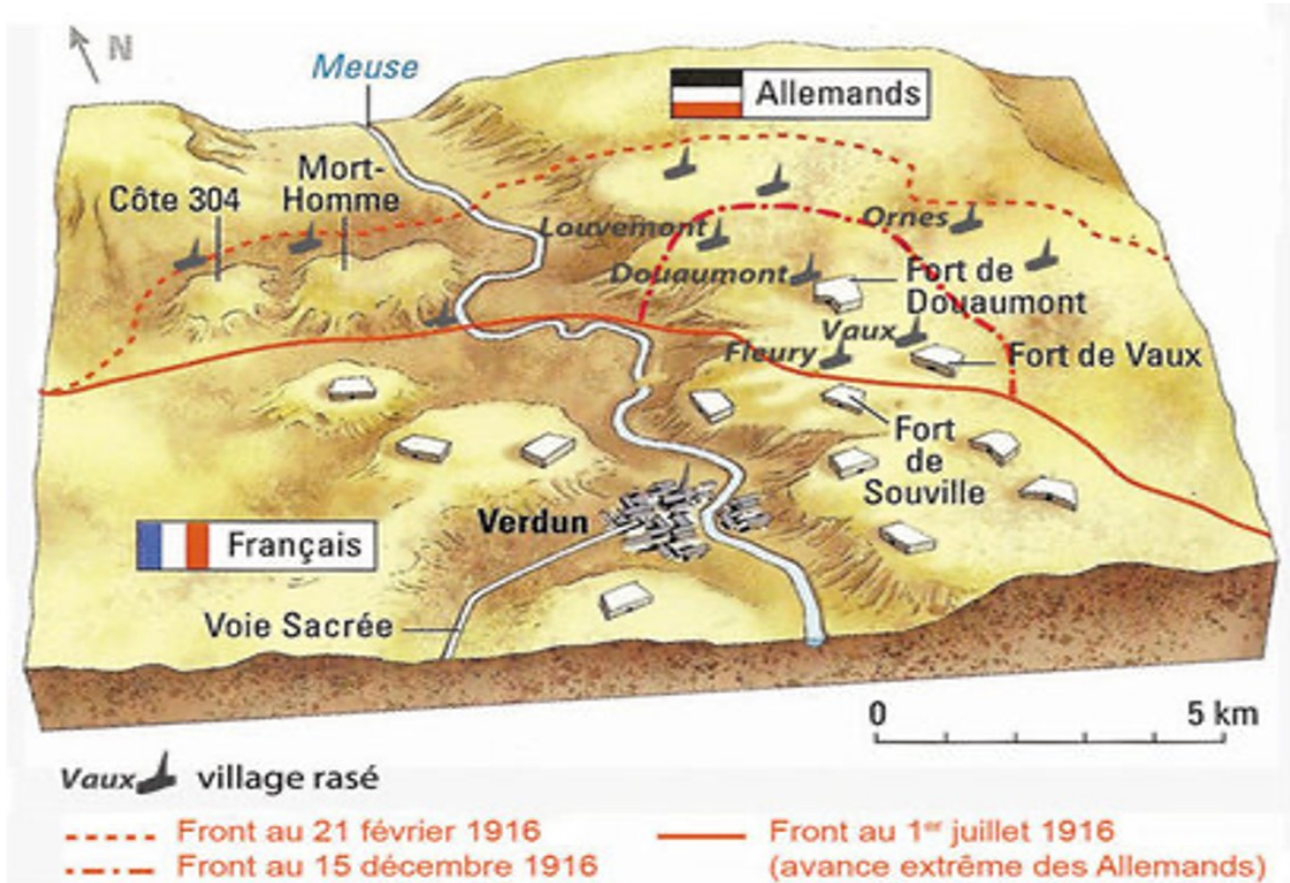 N
Meuse
Allemands
Mort-
Homme
Côte 304
Louvemont
Ornes
Douaumont
Fort de
Douaumont
Vaux
Fleury
Fort de Vaux
Fort
de
Souville
Verdun
Français
Voie Sacrée
0 5 km
Vaux village rasé
Front au 21 février 1916
Front au 15 décembre 1916
Front au 1er juillet 1916
(avance extrême des Allemands)